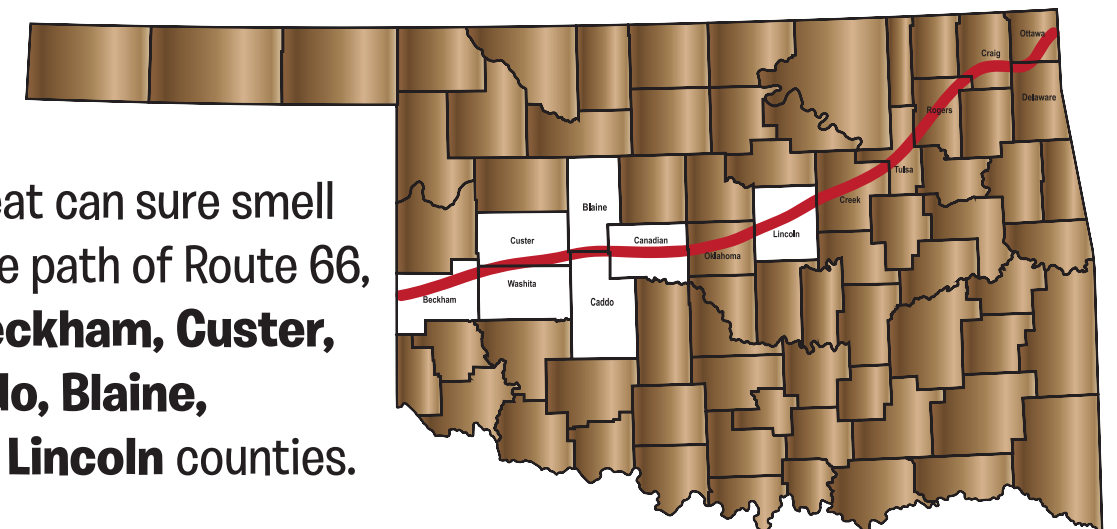 eat can sure smell
e path of Route 66,
eckham, Custer,
do, Blaine,
Lincoln counties.
Ottawa
Craig
Delaware
Rogers
Tulsa
Creek
Blaine
Lincoln
Custer
Canadian
Oklahoma
Washita
Beckham
Caddo